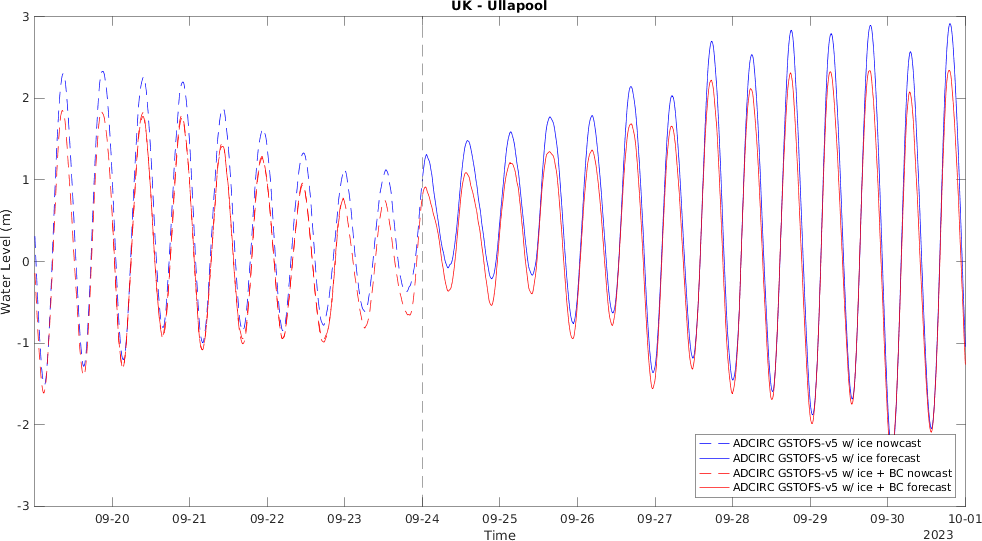 UK - Ullapool
3
2
1
0
-1
-2
-3
Water Level (m)
ADCIRC GSTOFS-v5 w/ ice nowcast
ADCIRC GSTOFS-v5 w/ ice forecast
ADCIRC GSTOFS-v5 w/ ice + BC nowcast
ADCIRC GSTOFS-v5 w/ ice + BC forecast
09-20 09-21 09-22 09-23 09-24 09-25 09-26 09-27 09-28 09-29 09-30 10-01
Time
2023